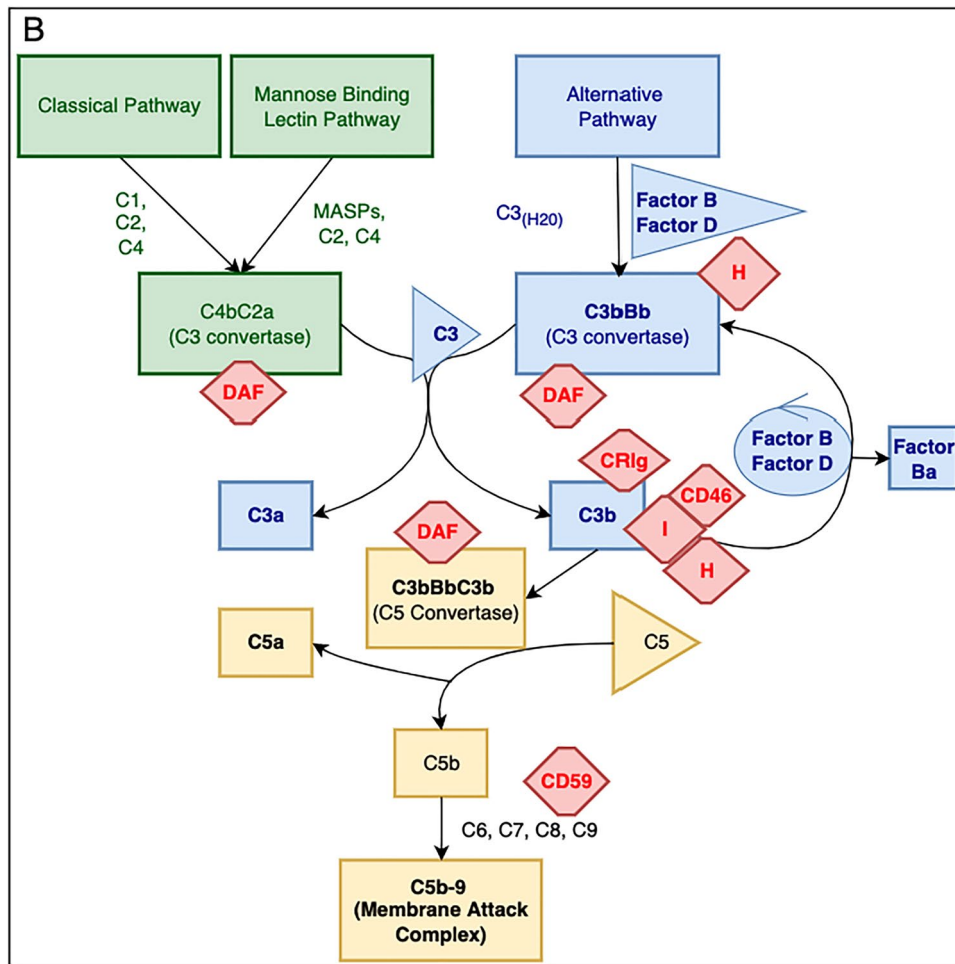 B
Classical Pathway
Mannose Binding
Lectin Pathway
Alternative
Pathway
C1,
C2,
C4
MASPs,
C2, C4
C3(H20)
Factor B
Factor D
H
C4bC2a
(C3 convertase)
C3
C3bBb
(C3 convertase)
DAF
DAF
Factor B
Factor D
Factor
Ba
CRIg
CD46
C3a
DAF
C3b
I
H
C3bBbC3b
(C5 Convertase)
C5a
C5
C5b
CD59
C6, C7, C8, C9
C5b-9
(Membrane Attack
Complex)